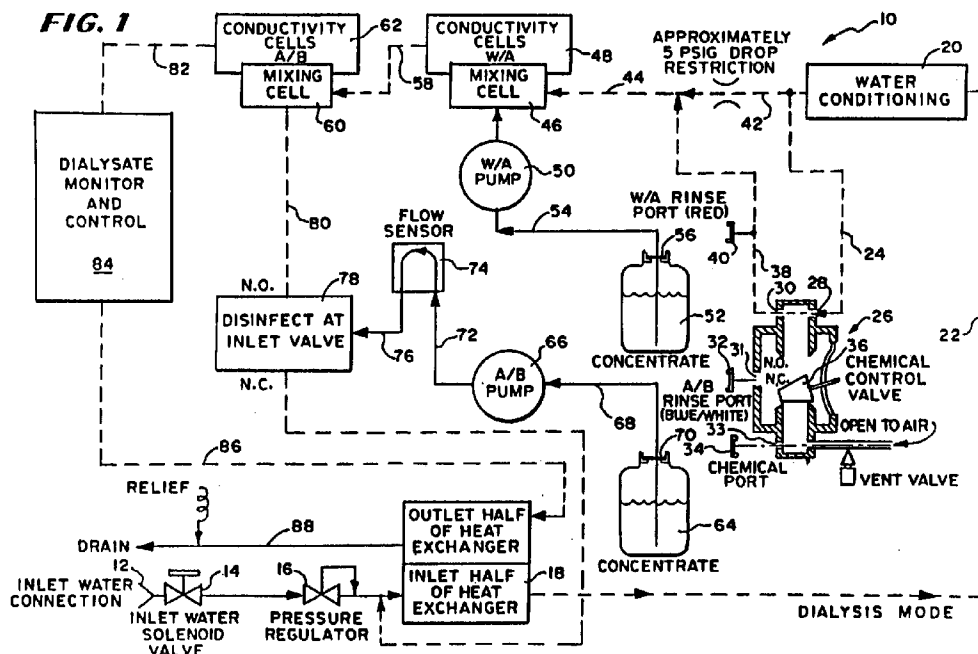 FIG. 1
CONDUCTIVITY
CELLS
A/B
62
MIXING
CELL
60
82
58
CONDUCTIVITY
CELLS
W/A
48
MIXING
CELL
46
44
APPROXIMATELY
5 PSIG DROP
RESTRICTION
42
10
20
WATER
CONDITIONING
DIALYSATE
MONITOR
AND
CONTROL
84
80
W/A
PUMP
50
54
FLOW
SENSOR
74
56
W/A RINSE
PORT (RED)
40
38
24
30
28
26
22
N.O.
78
DISINFECT AT
INLET VALVE
N.C.
76
72
52
CONCENTRATE
66
A/B
PUMP
68
32
31
N.O.
N.C.
36
CHEMICAL
CONTROL
VALVE
A/B
RINSE PORT
(BLUE/WHITE)
33
34
CHEMICAL
PORT
OPEN TO AIR
VENT VALVE
70
64
CONCENTRATE
86
RELIEF
88
DRAIN
OUTLET HALF
OF HEAT
EXCHANGER
INLET HALF
OF HEAT
EXCHANGER
18
12
14
16
INLET WATER
CONNECTION
INLET WATER
SOLENOID
VALVE
PRESSURE
REGULATOR
DIALYSIS MODE